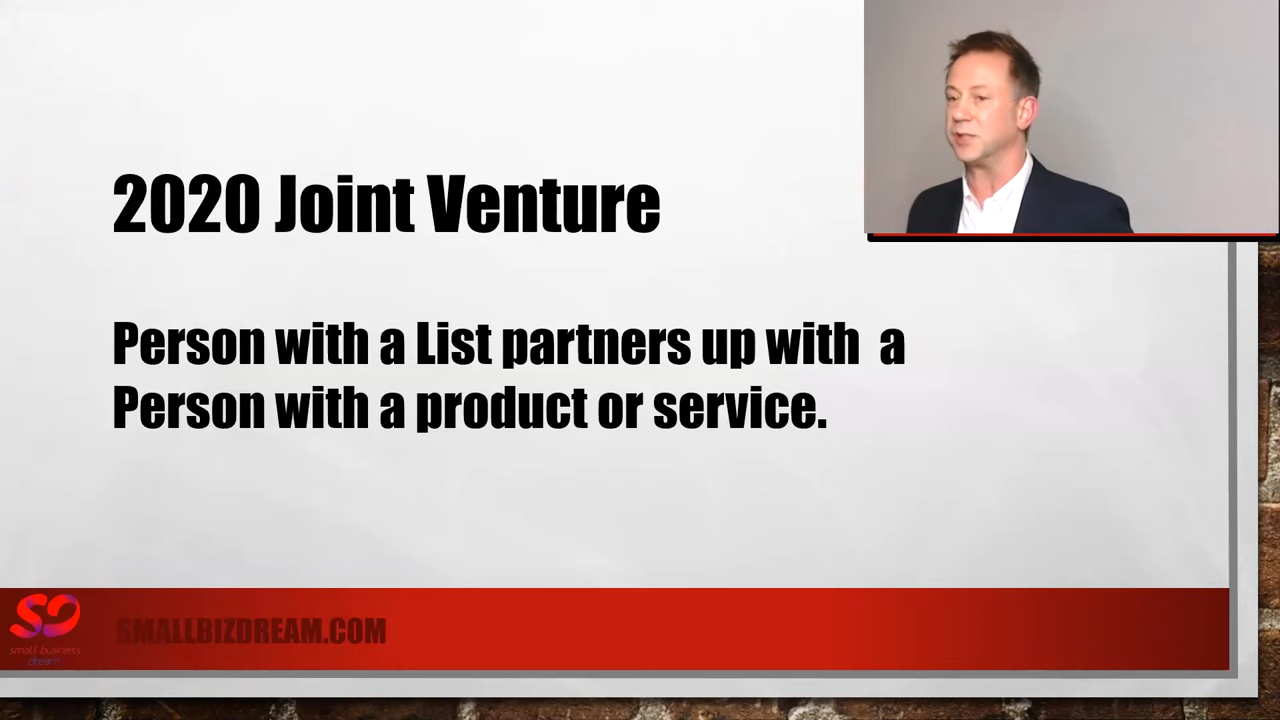 2020 Joint Venture
Person with a List partners up with a
Person with a product or service.
SMALLBIZDREAM.COM
small business
dream